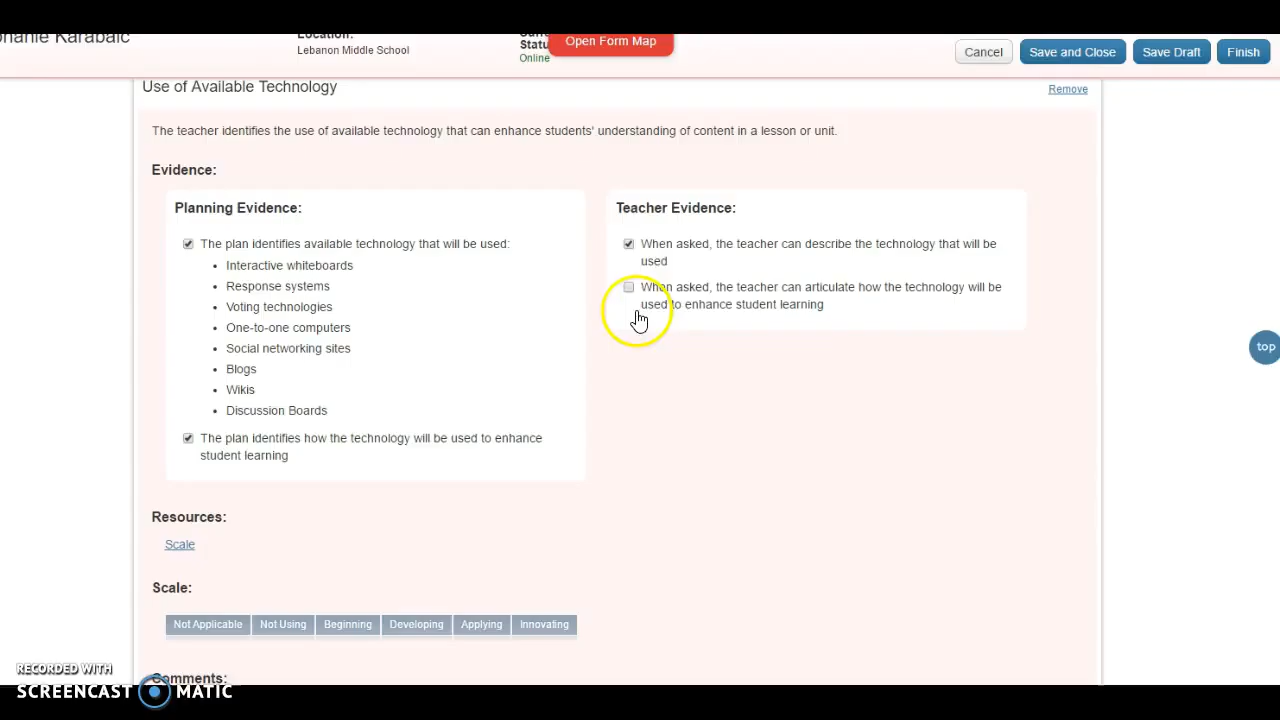 Karabaic
Location:
Lebanon Middle School
Online
Open Form Map
Cancel
Save and Close
Save Draft
Finish
Use of Available Technology
Remove
The teacher identifies the use of available technology that can enhance students' understanding of content in a lesson or unit.
Evidence:
Planning Evidence:
The plan identifies available technology that will be used:
• Interactive whiteboards
• Response systems
• Voting technologies
• One-to-one computers
• Social networking sites
• Blogs
• Wikis
• Discussion Boards
The plan identifies how the technology will be used to enhance
student learning
Teacher Evidence:
When asked, the teacher can describe the technology that will be
used
When asked, the teacher can articulate how the technology will be
used to enhance student learning
top
Resources:
Scale
Scale:
Not Applicable Not Using Beginning Developing Applying Innovating
Comments:
RECORDED WITH
SCREENCAST MATIC